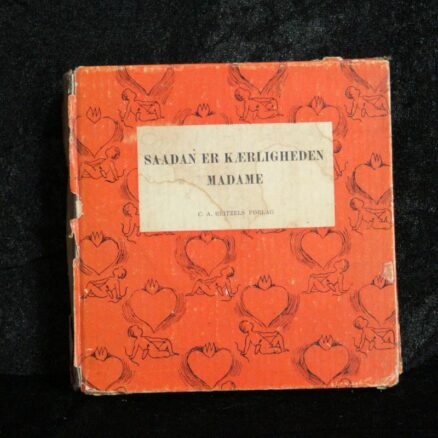 SAADAN ER KÆRLIGHEDEN
MADAME
C. A. REITZELS FORLAG